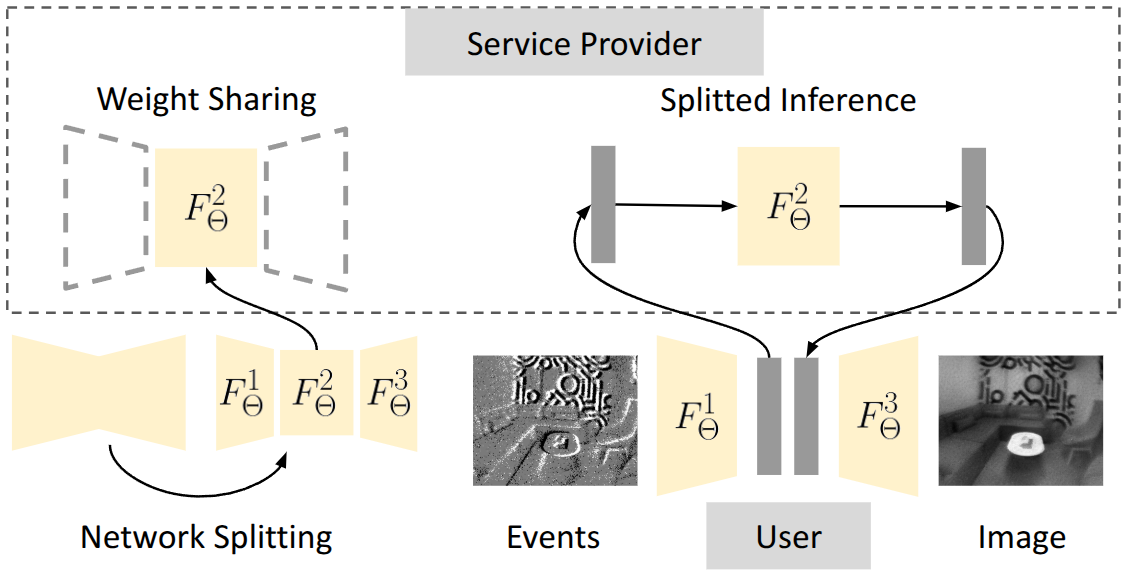 Service Provider
Weight Sharing
Splitted Inference
$F_{\Theta}^{2}$
$F_{\Theta}^{2}$
$F_{\Theta}^{1}$ $F_{\Theta}^{2}$ $F_{\Theta}^{3}$
$F_{\Theta}^{1}$
$F_{\Theta}^{3}$
Network Splitting
Events
User
Image